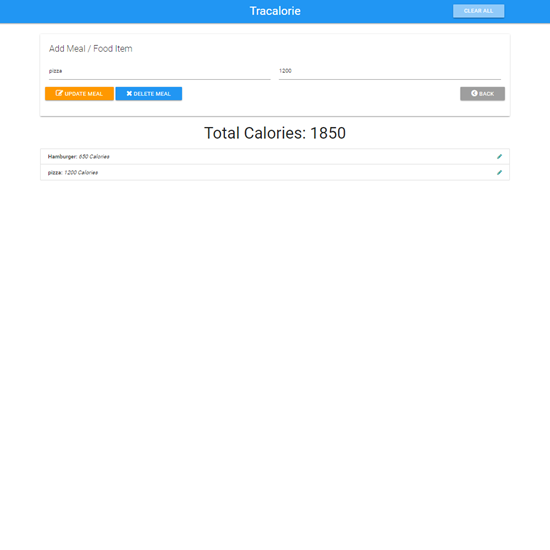 Tracalorie
CLEAR ALL
Add Meal / Food Item
pizza 1200
UPDATE MEAL DELETE MEAL BACK
Total Calories: 1850
Hamburger: 650 Calories
pizza: 1200 Calories